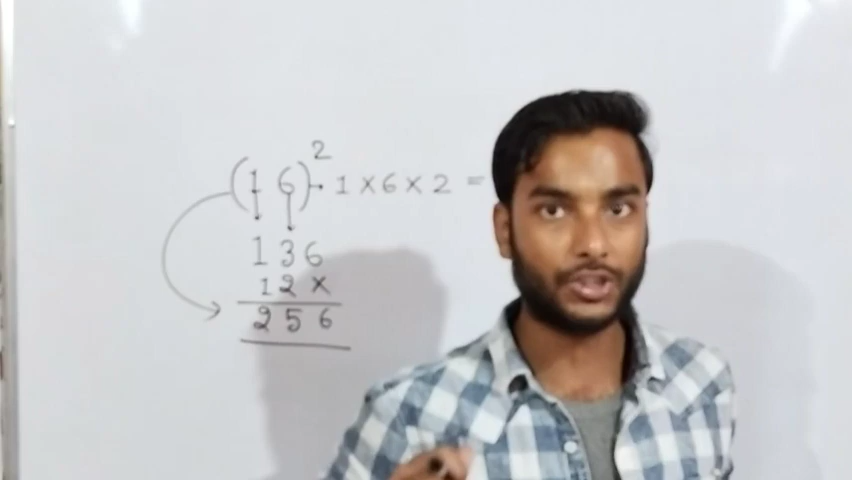 (16)² · 1 × 6 × 2 =
136
12×
256